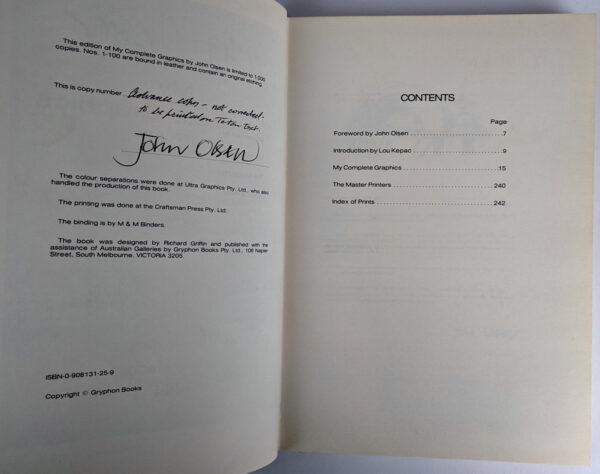 This edition of My Complete Graphics by John Olsen is limited to 1,000
copies. Nos. 1-100 are bound in leather and contain an original etching.
This is copy number Advance copy - not corrected.
to be printed on
John Olsen
The colour separations were done at Ultra Graphics Pty. Ltd., who also
handled the production of this book.
The printing was done at the Craftsman Press Pty. Ltd.
The binding is by M & M Binders.
The book was designed by Richard Griffin and published with the
assistance of Australian Galleries by Gryphon Books Pty. Ltd., 108 Napier
Street, South Melbourne. VICTORIA 3205.
ISBN-0-908131-25-9
Copyright © Gryphon Books
CONTENTS
Page
Foreword by John Olsen ........................ 7
Introduction by Lou Kepac ........................ 9
My Complete Graphics ........................ 15
The Master Printers ........................ 240
Index of Prints ........................ 242